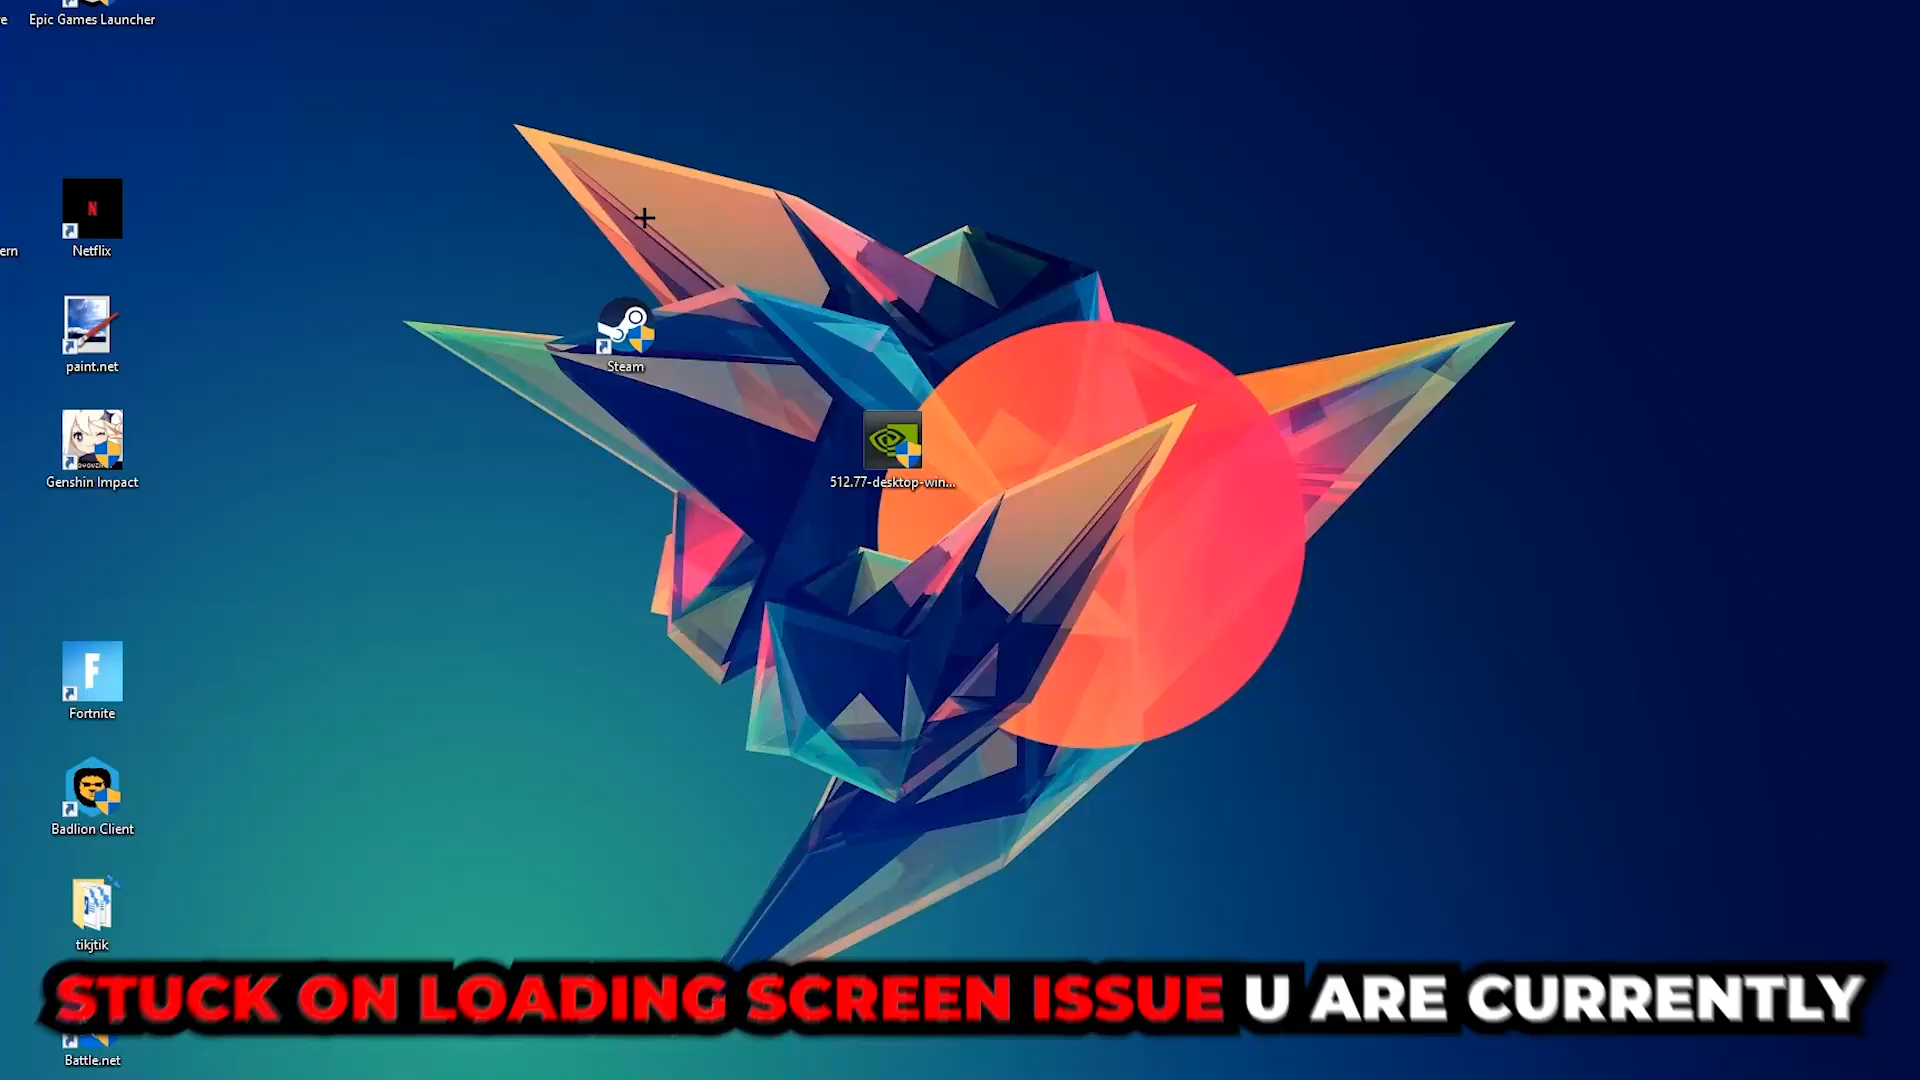 Epic Games Launcher
N
Netflix
ern
paint.net
Steam
Genshin Impact
512.77-desktop-win...
F
Fortnite
Badlion Client
tikjtik
STUCK ON LOADING SCREEN ISSUE U ARE CURRENTLY
Battle.net